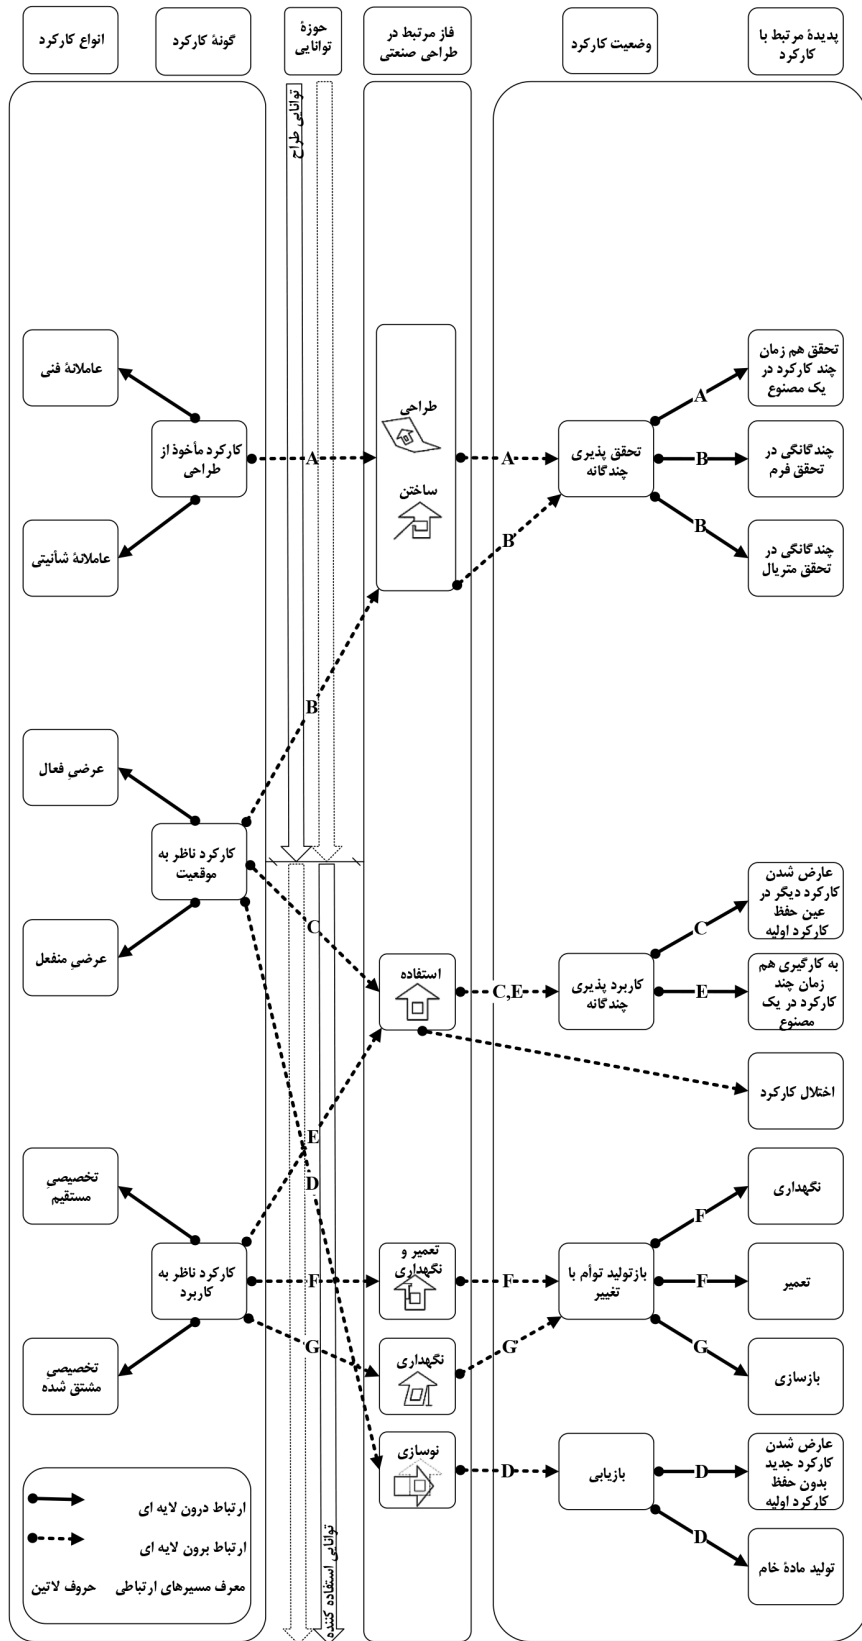 پدیدهٔ مرتبط با
کارکرد
وضعیت کارکرد
فاز مرتبط در
طراحی صنعتی
حوزهٔ
توانایی
گونهٔ کارکرد
انواع کارکرد
توانایی طراح
عاملانهٔ فنی
کارکرد مأخوذ از
طراحی
عاملانهٔ شأنیتی
A
طراحی
ساختن
A
B
تحقق پذیری
چندگانه
A
B
B
تحقق هم زمان
چند کارکرد در
یک مصنوع
چندگانگی در
تحقق فرم
چندگانگی در
تحقق متریال
B
عرضیِ فعال
کارکرد ناظر به
موقعیت
عرضیِ منفعل
C
استفاده
C,E
کاربرد پذیری
چندگانه
C
E
عارض شدن
کارکرد دیگر در
عین حفظ
کارکرد اولیه
به کارگیری هم
زمان چند
کارکرد در یک
مصنوع
اختلال کارکرد
E
D
تخصیصیِ
مستقیم
کارکرد ناظر به
کاربرد
تخصیصیِ
مشتق شده
F
G
تعمیر و
نگهداری
نگهداری
نوسازی
F
G
D
بازتولید توأم با
تغییر
F
F
G
نگهداری
تعمیر
بازسازی
بازیابی
D
D
عارض شدن
کارکرد جدید
بدون حفظ
کارکرد اولیه
تولید مادهٔ خام
توانایی استفاده کننده
ارتباط درون لایه ای
ارتباط برون لایه ای
معرف مسیرهای ارتباطی حروف لاتین